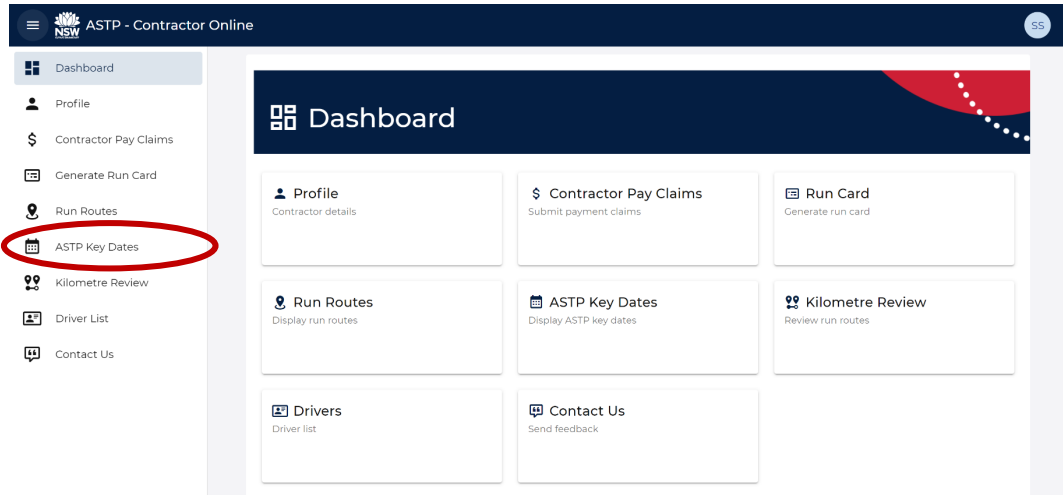 NSW
ASTP - Contractor Online
SS
Dashboard
Profile
Contractor Pay Claims
Generate Run Card
Run Routes
ASTP Key Dates
Kilometre Review
Driver List
Contact Us
Dashboard
Profile
Contractor details
$ Contractor Pay Claims
Submit payment claims
Run Card
Generate run card
Run Routes
Display run routes
ASTP Key Dates
Display ASTP key dates
Kilometre Review
Review run routes
Drivers
Driver list
Contact Us
Send feedback